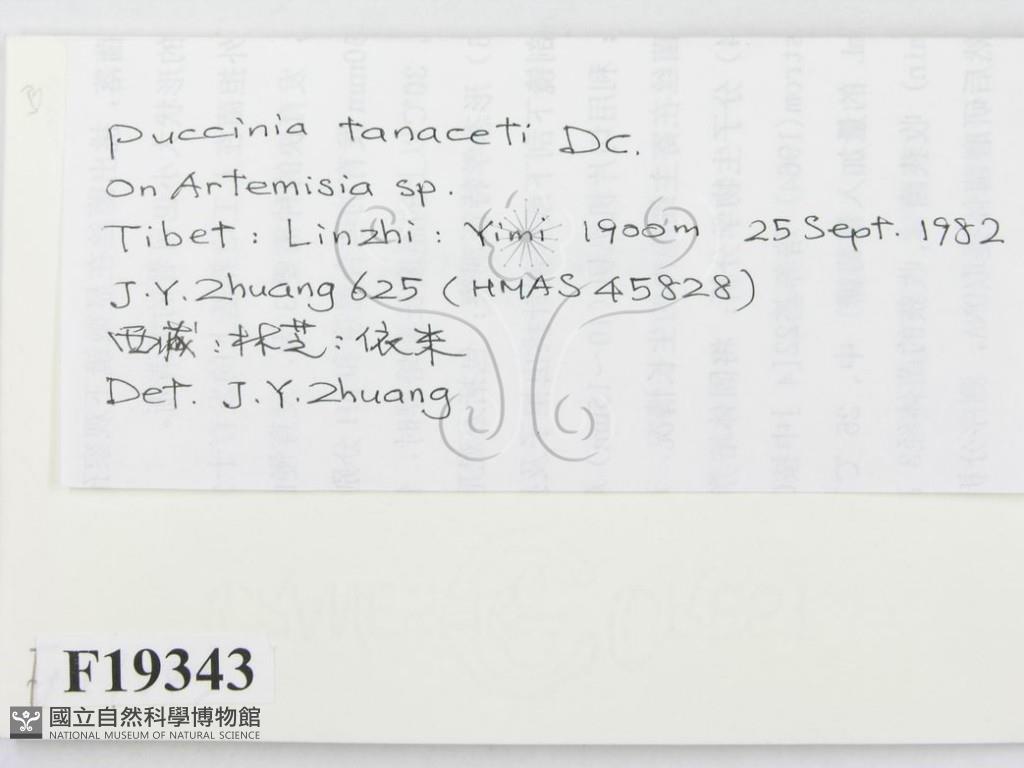 Puccinia tanaceti DC.
on Artemisia sp.
Tibet : Linzhi : Yimi 1900m 25 Sept. 1982
J.Y. Zhuang 625 (HMAS 45828)
西藏 : 林芝 : 依米
Det. J.Y. Zhuang
F19343
國立自然科學博物館
NATIONAL MUSEUM OF NATURAL SCIENCE